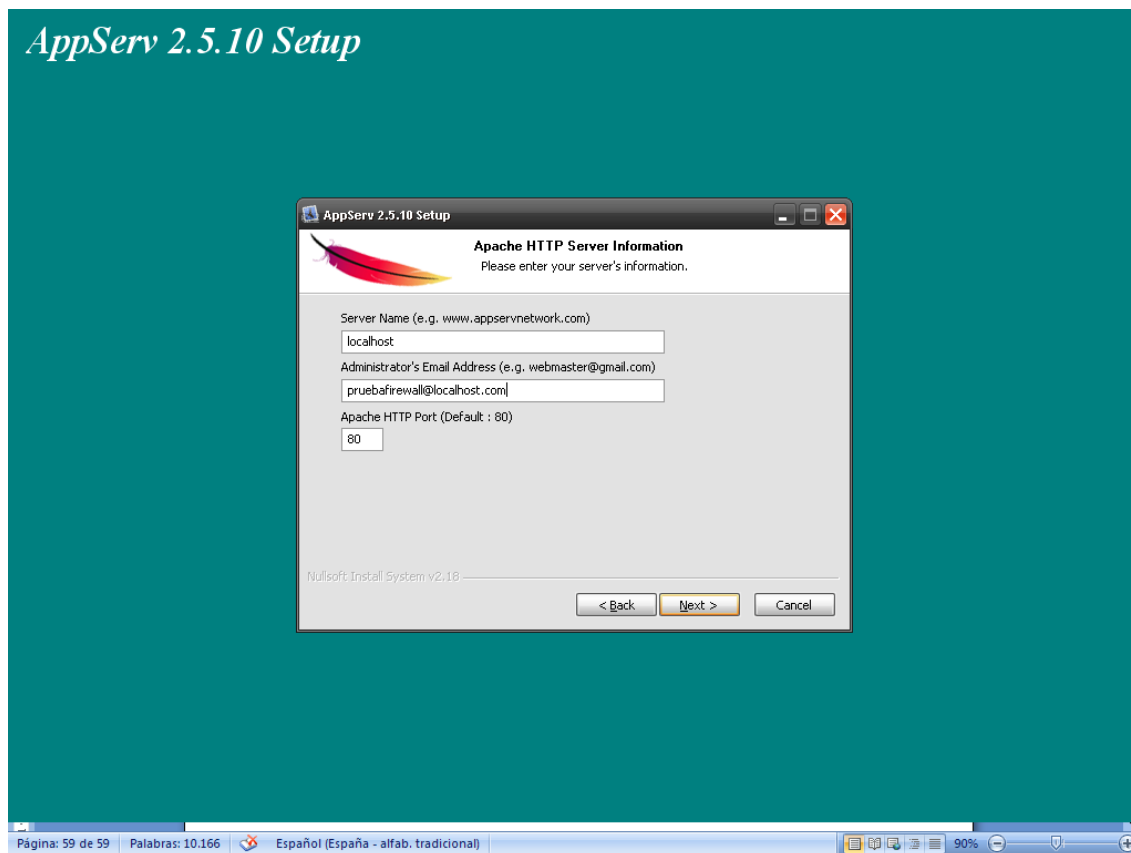 AppServ 2.5.10 Setup
AppServ 2.5.10 Setup
Apache HTTP Server Information
Please enter your server's information.
Server Name (e.g. www.appservnetwork.com)
localhost
Administrator's Email Address (e.g. webmaster@gmail.com)
pruebafirewall@localhost.com
Apache HTTP Port (Default : 80)
80
Nullsoft Install System v2.18
< Back Next > Cancel
Página: 59 de 59 Palabras: 10.166 Español (España - alfab. tradicional) 90%